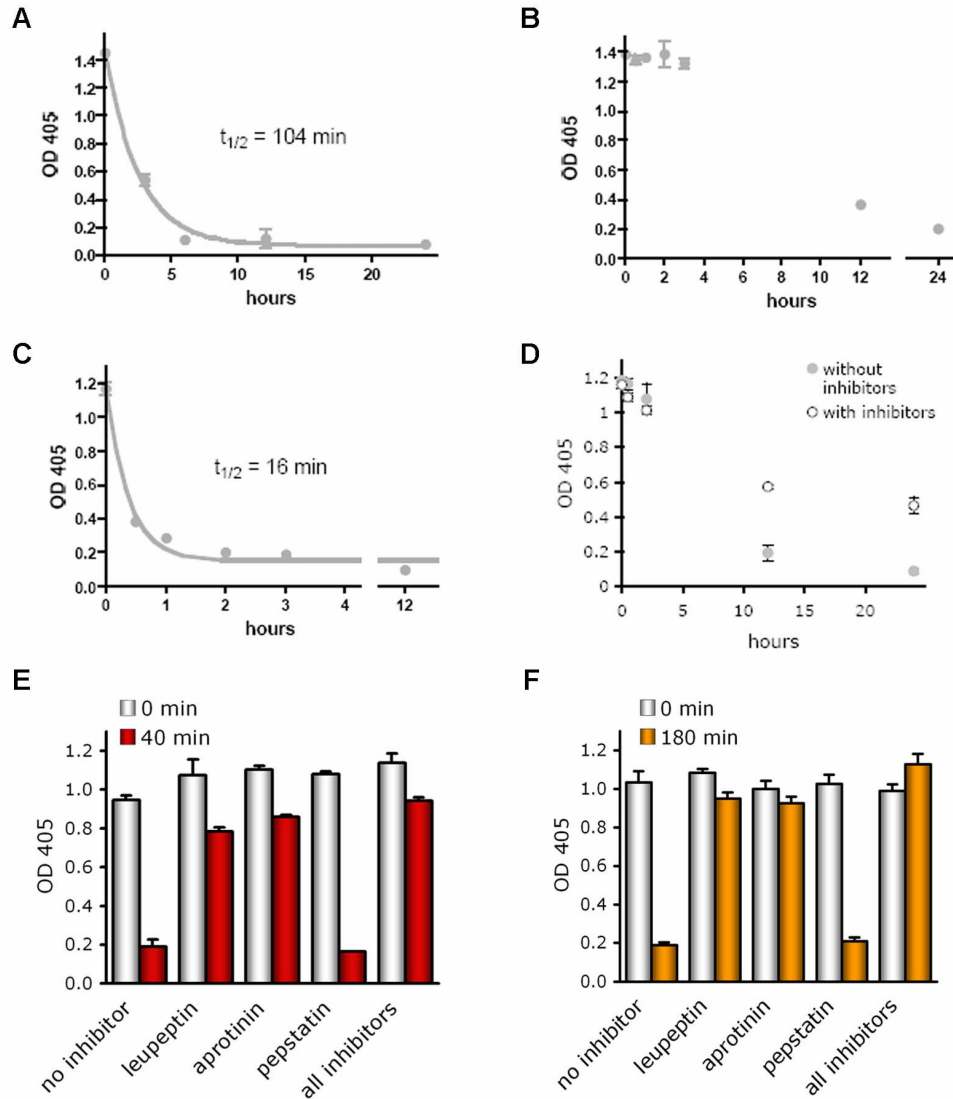 A
OD 405
1.4
1.2
1.0
0.8
0.6
0.4
0.2
0.0
t1/2 = 104 min
0 5 10 15 20
hours
B
OD 405
1.4
1.2
1.0
0.8
0.6
0.4
0.2
0.0
0 2 4 6 8 10 12 24
hours
C
OD 405
1.2
1.0
0.8
0.6
0.4
0.2
0.0
t1/2 = 16 min
0 1 2 3 4 12
hours
D
OD 405
1.2
1
0.8
0.6
0.4
0.2
0
without
inhibitors
with inhibitors
0 5 10 15 20
hours
E
0 min
40 min
OD 405
1.2
1.0
0.8
0.6
0.4
0.2
0.0
no inhibitor
leupeptin
aprotinin
pepstatin
all inhibitors
F
0 min
180 min
OD 405
1.2
1.0
0.8
0.6
0.4
0.2
0.0
no inhibitor
leupeptin
aprotinin
pepstatin
all inhibitors